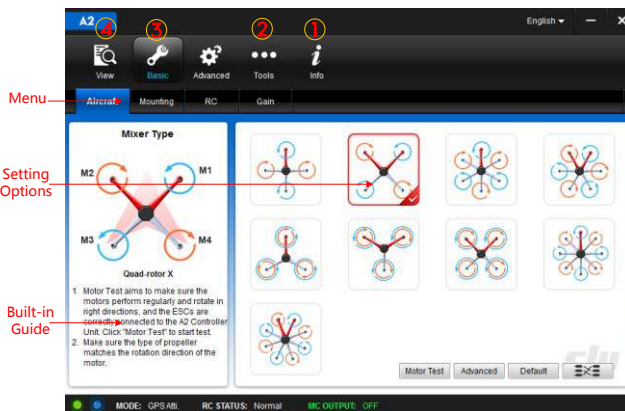 A2
English
④ ③ ② ①
View Basic Advanced Tools Info
Menu
Aircraft Mounting RC Gain
Mixer Type
M2 M1
Setting
Options
M3 M4
Quad-rotor X
1. Motor Test aims to make sure the
motors perform regularly and rotate in
right directions, and the ESCs are
correctly connected to the A2 Controller
Unit. Click "Motor Test" to start test.
2. Make sure the type of propeller
matches the rotation direction of the
motor.
Built-in
Guide
Motor Test Advanced Default
MODE: GPS Atti. RC STATUS: Normal MC OUTPUT: OFF